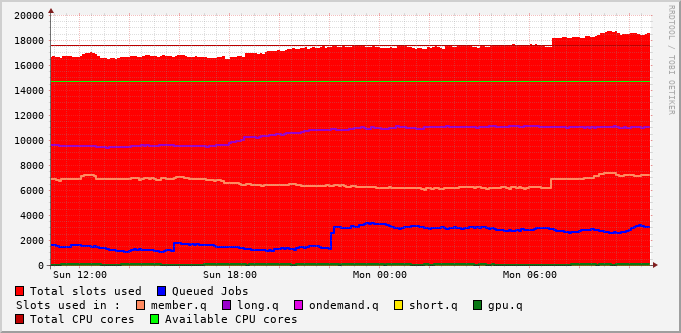 20000
18000
16000
14000
12000
10000
8000
6000
4000
2000
0
Sun 12:00 Sun 18:00 Mon 00:00 Mon 06:00
RRDTOOL / TOBI OETIKER
Total slots used Queued Jobs
Slots used in : member.q long.q ondemand.q short.q gpu.q
Total CPU cores Available CPU cores